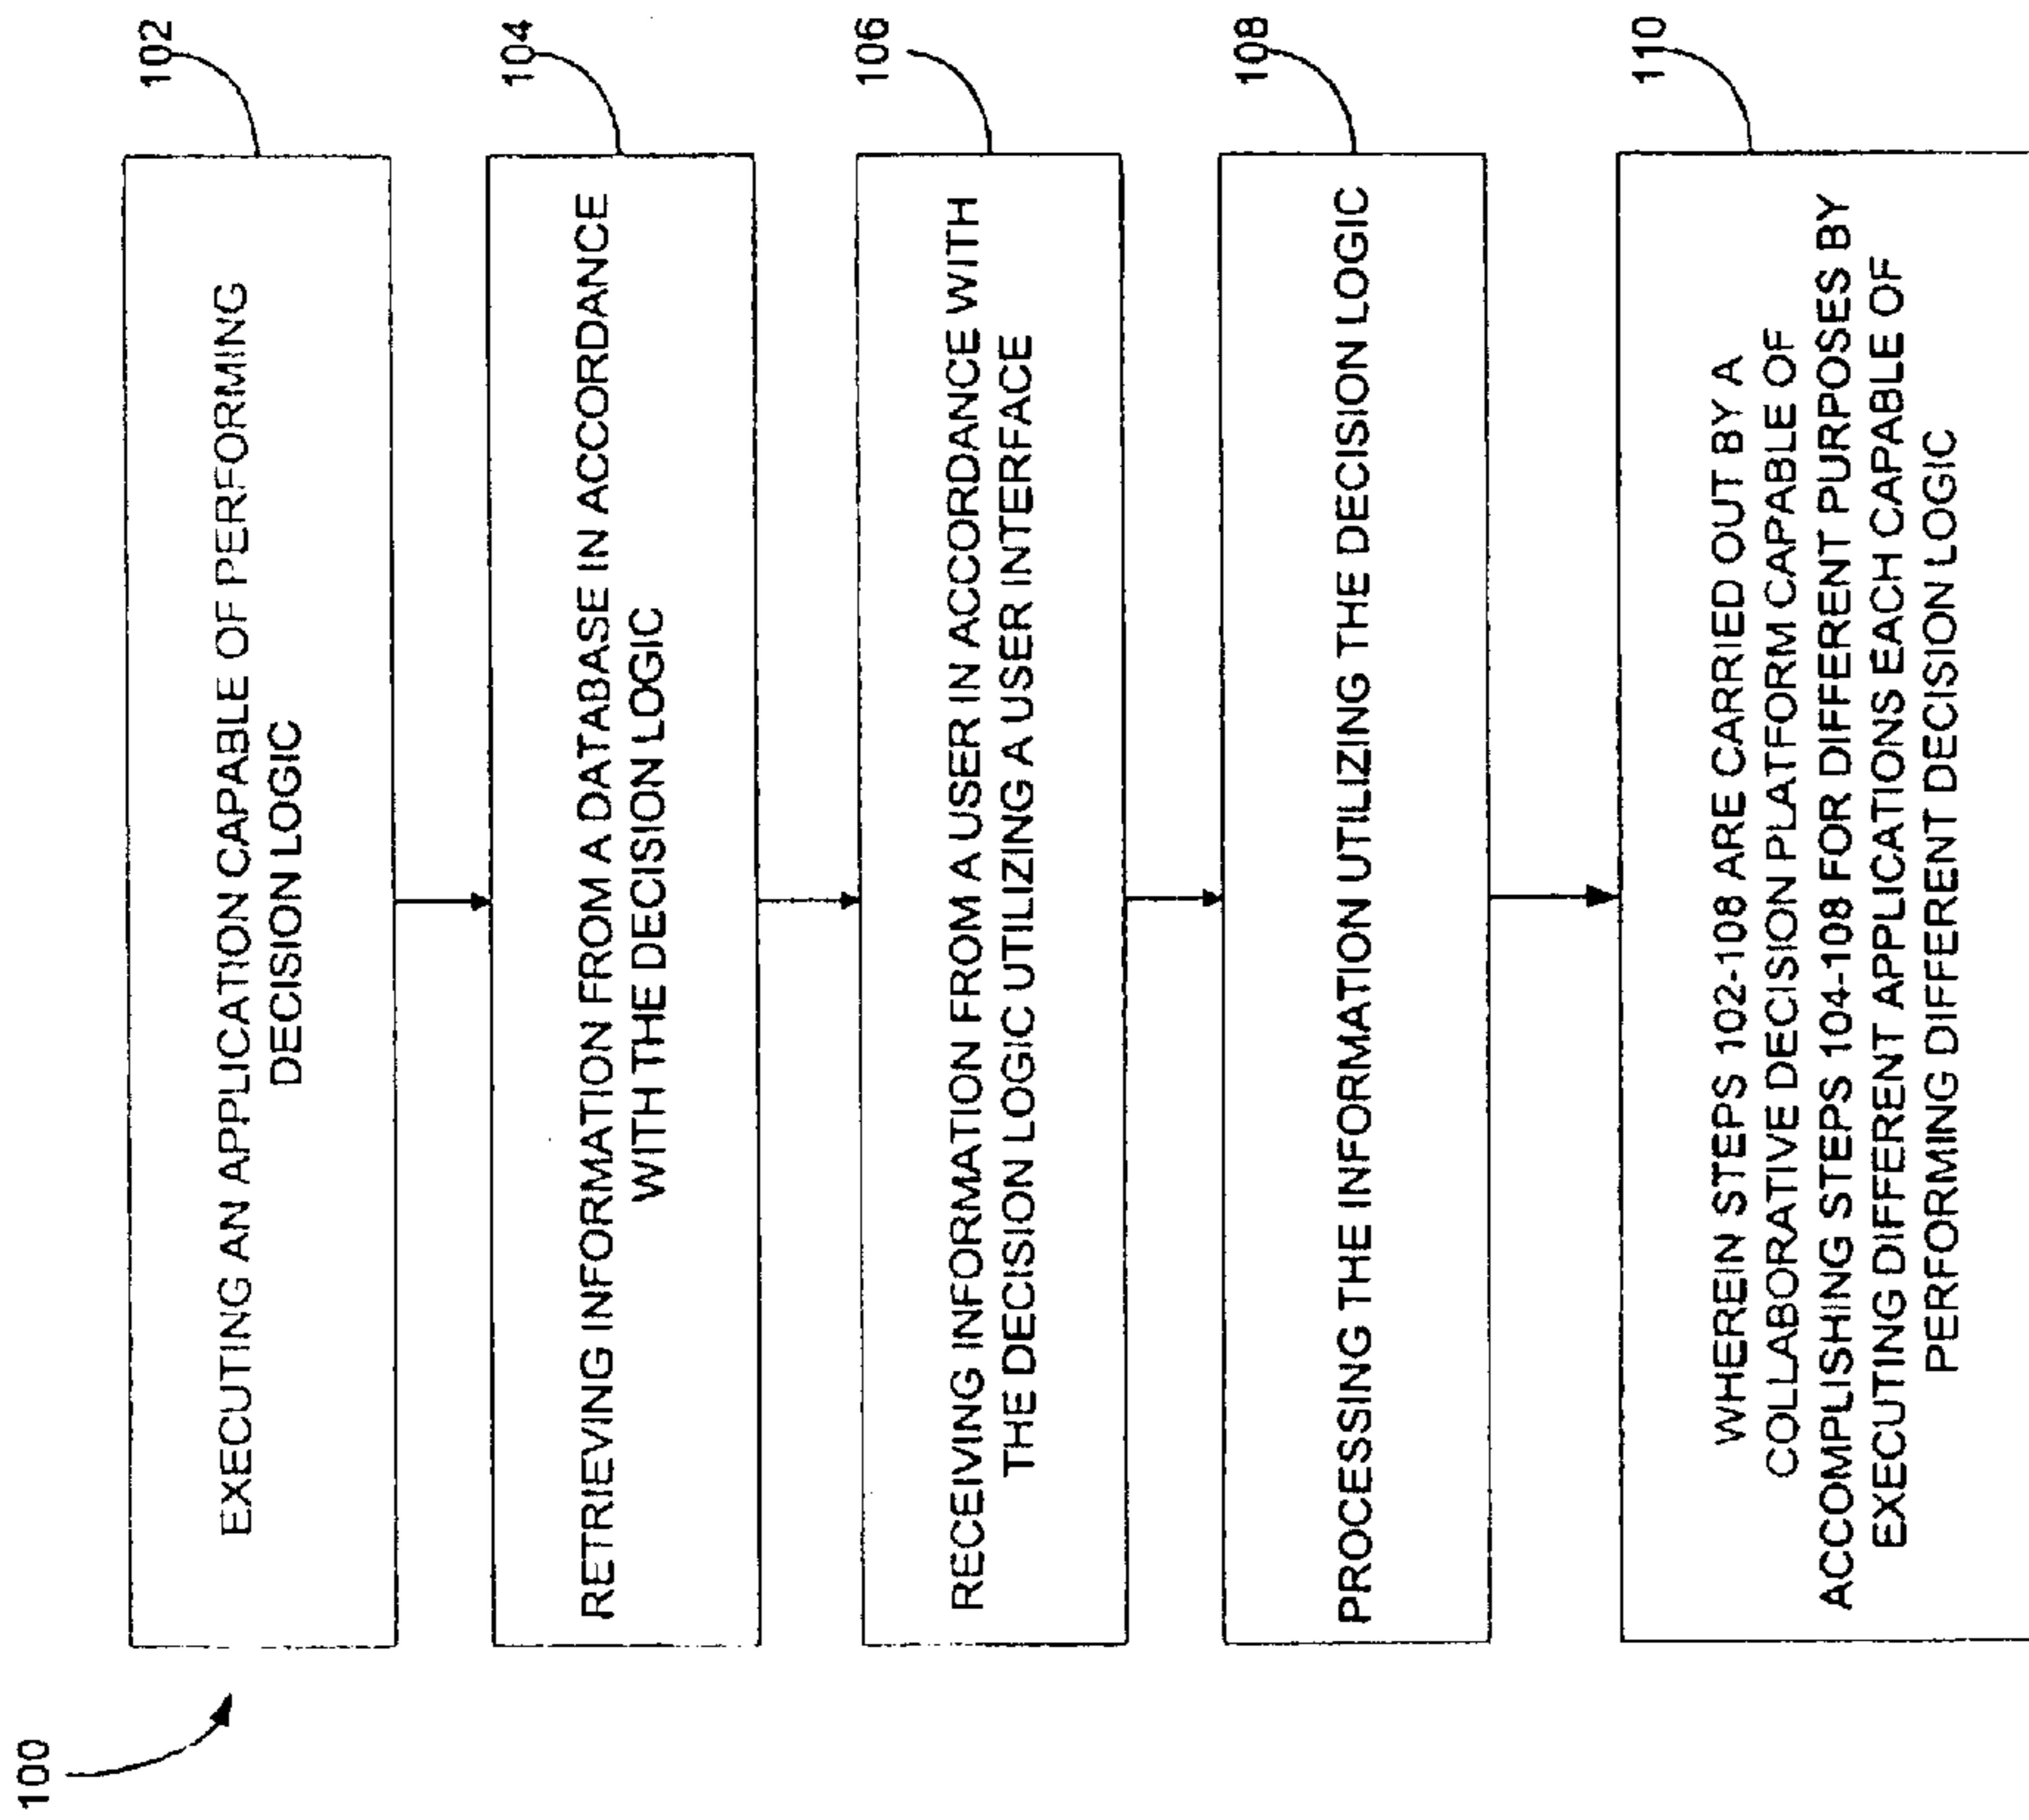 100
102
EXECUTING AN APPLICATION CAPABLE OF PERFORMING
DECISION LOGIC
104
RETRIEVING INFORMATION FROM A DATABASE IN ACCORDANCE
WITH THE DECISION LOGIC
106
RECEIVING INFORMATION FROM A USER IN ACCORDANCE WITH
THE DECISION LOGIC UTILIZING A USER INTERFACE
108
PROCESSING THE INFORMATION UTILIZING THE DECISION LOGIC
110
WHEREIN STEPS 102-108 ARE CARRIED OUT BY A
COLLABORATIVE DECISION PLATFORM CAPABLE OF
ACCOMPLISHING STEPS 104-108 FOR DIFFERENT PURPOSES BY
EXECUTING DIFFERENT APPLICATIONS EACH CAPABLE OF
PERFORMING DIFFERENT DECISION LOGIC